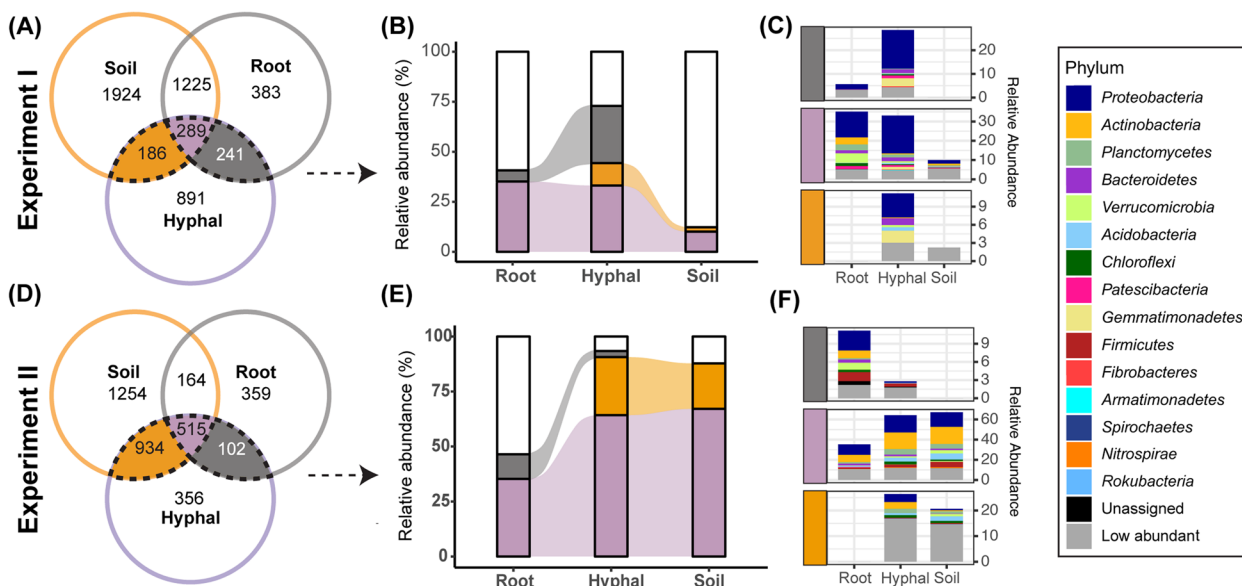 (A)
Experiment I
Soil
1924
1225
Root
383
289
186
241
891
Hyphal
(B)
Relative abundance (%)
100
75
50
25
0
Root Hyphal Soil
(C)
20
10
0
30
20
10
0
9
6
3
0
Relative Abundance
Root Hyphal Soil
(D)
Experiment II
Soil
1254
164
Root
359
515
934
102
356
Hyphal
(E)
Relative abundance (%)
100
75
50
25
0
Root Hyphal Soil
(F)
9
6
3
0
60
40
20
0
20
10
0
Relative Abundance
Root Hyphal Soil
Phylum
Proteobacteria
Actinobacteria
Planctomycetes
Bacteroidetes
Verrucomicrobia
Acidobacteria
Chloroflexi
Patescibacteria
Gemmatimonadetes
Firmicutes
Fibrobacteres
Armatimonadetes
Spirochaetes
Nitrospirae
Rokubacteria
Unassigned
Low abundant